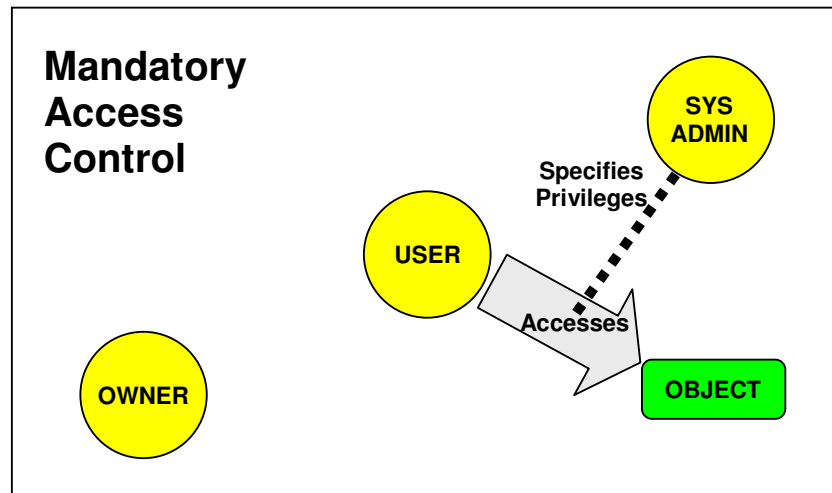 Mandatory
Access
Control
SYS
ADMIN
Specifies
Privileges
USER
Accesses
OWNER
OBJECT